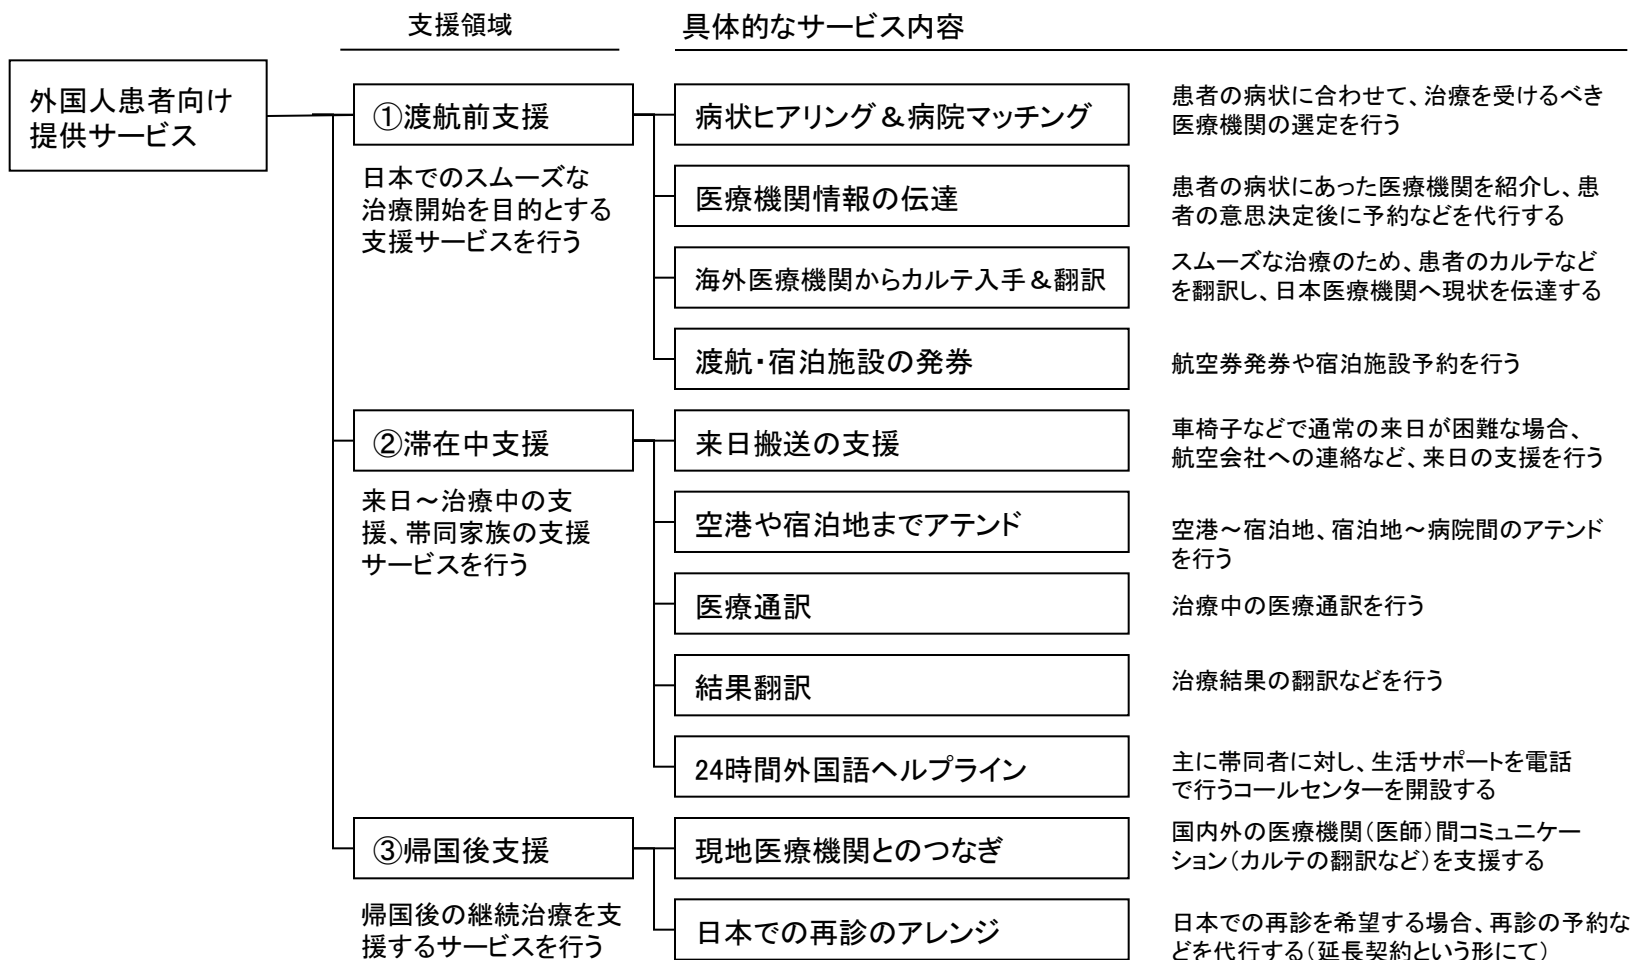 支援領域
具体的なサービス内容
外国人患者向け
提供サービス
①渡航前支援
日本でのスムーズな
治療開始を目的とする
支援サービスを行う
病状ヒアリング＆病院マッチング
患者の病状に合わせて、治療を受けるべき
医療機関の選定を行う
医療機関情報の伝達
患者の病状にあった医療機関を紹介し、患
者の意思決定後に予約などを代行する
海外医療機関からカルテ入手＆翻訳
スムーズな治療のため、患者のカルテなど
を翻訳し、日本医療機関へ現状を伝達する
渡航・宿泊施設の発券
航空券発券や宿泊施設予約を行う
②滞在中支援
来日～治療中の支
援、帯同家族の支援
サービスを行う
来日搬送の支援
車椅子などで通常の来日が困難な場合、
航空会社への連絡など、来日の支援を行う
空港や宿泊地までアテンド
空港～宿泊地、宿泊地～病院間のアテンド
を行う
医療通訳
治療中の医療通訳を行う
結果翻訳
治療結果の翻訳などを行う
24時間外国語ヘルプライン
主に帯同者に対し、生活サポートを電話
で行うコールセンターを開設する
③帰国後支援
帰国後の継続治療を支
援するサービスを行う
現地医療機関とのつなぎ
国内外の医療機関（医師）間コミュニケー
ション（カルテの翻訳など）を支援する
日本での再診のアレンジ
日本での再診を希望する場合、再診の予約な
どを代行する（延長契約という形にて）